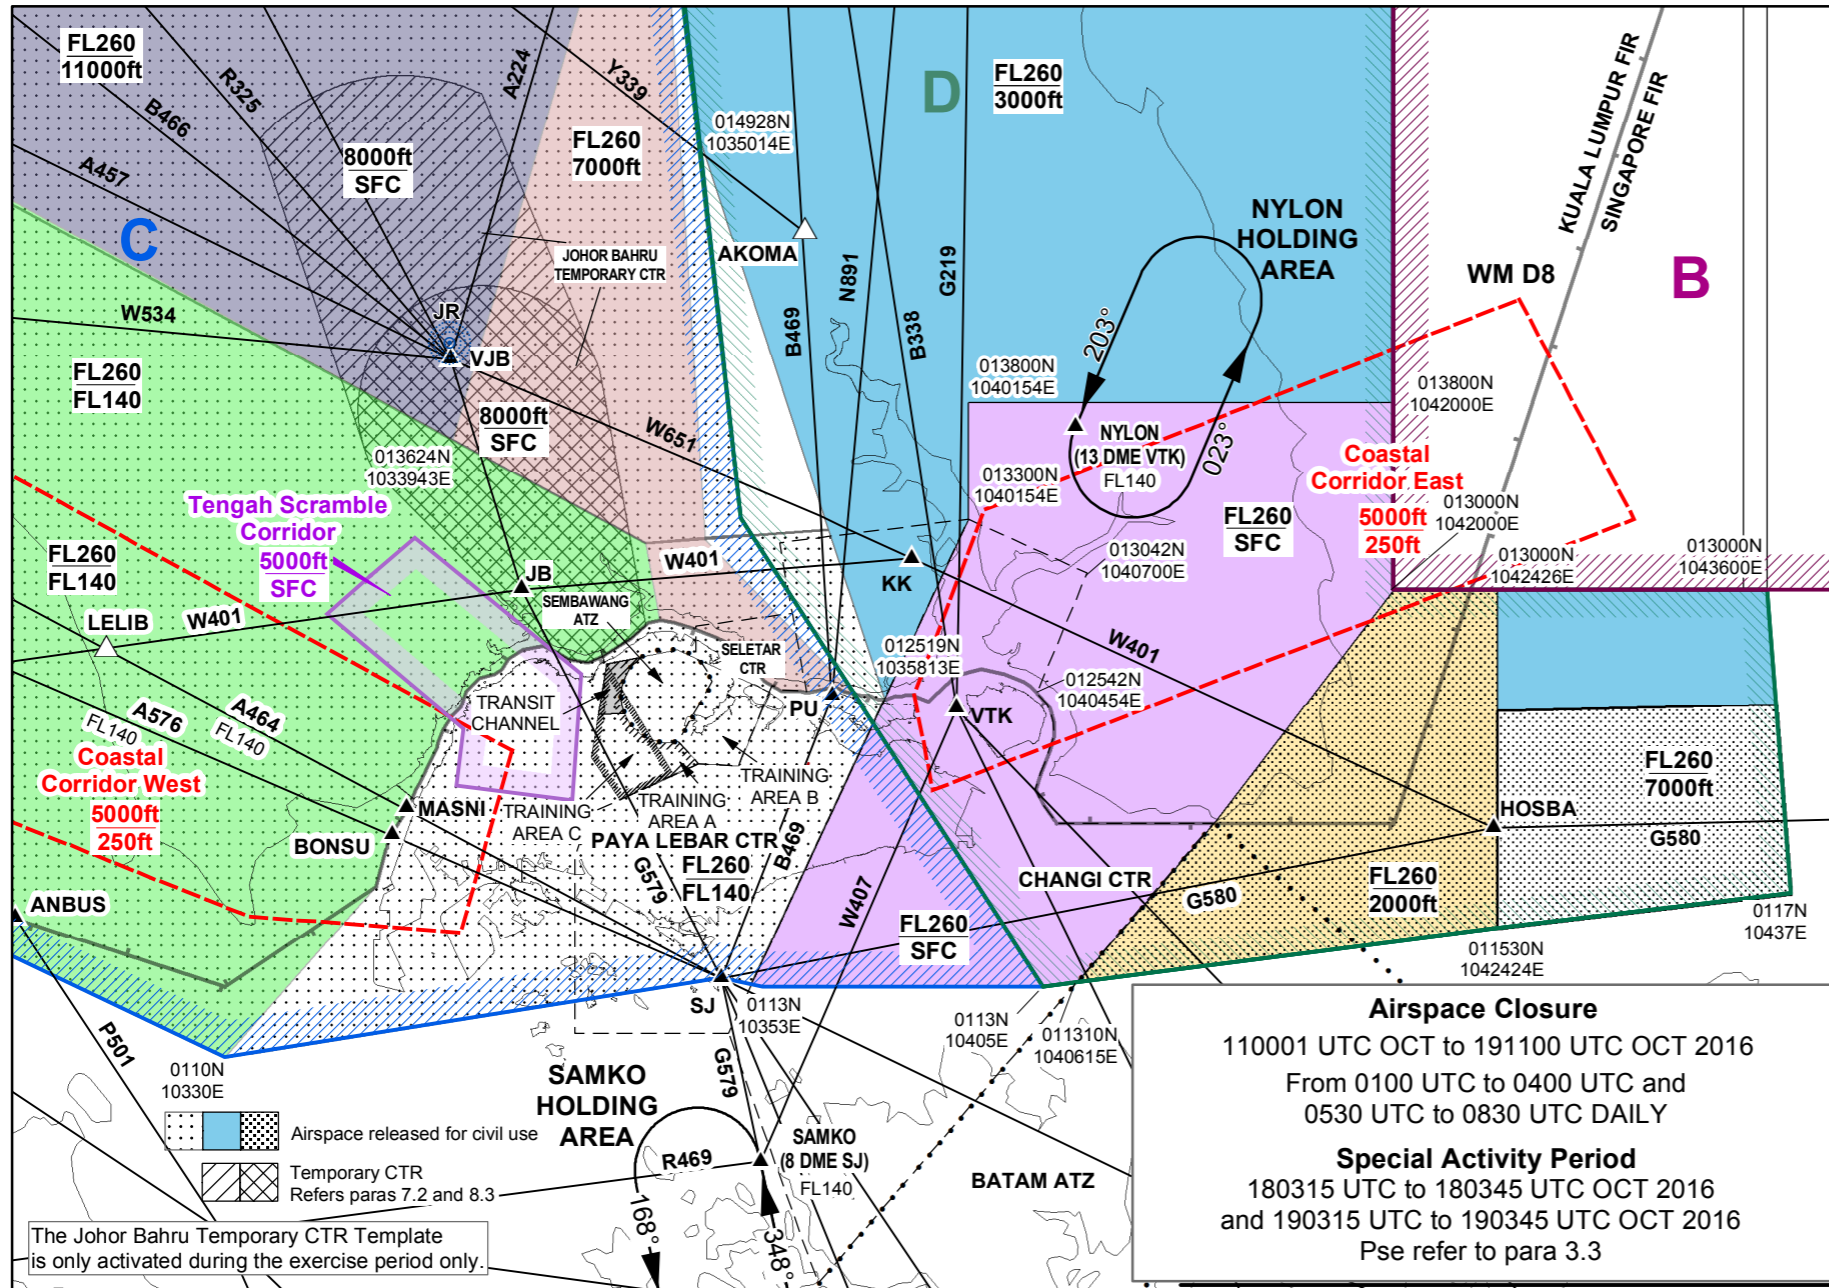 FL260
11000ft
R325
B466
A457
A224
Y339
8000ft
SFC
FL260
7000ft
014928N
1035014E
D
FL260
3000ft
KUALA LUMPUR FIR
SINGAPORE FIR
C
JOHOR BAHRU
TEMPORARY CTR
AKOMA
NYLON
HOLDING
AREA
WM D8
B
W534
JR
VJB
B469
N891
B338
G219
203°
023°
FL260
FL140
8000ft
SFC
W651
013800N
1040154E
013800N
1042000E
NYLON
(13 DME VTK)
FL140
013624N
1033943E
013300N
1040154E
Coastal
Corridor East
5000ft
250ft
Tengah Scramble
Corridor
5000ft
SFC
FL260
SFC
013000N
1042000E
FL260
FL140
013042N
1040700E
013000N
1042426E
013000N
1043600E
W401
JB
KK
SEMBAWANG
ATZ
LELIB
W401
W401
SELETAR
CTR
012519N
1035813E
012542N
1040454E
TRANSIT
CHANNEL
PU
VTK
A576
FL140
A464
FL140
Coastal
Corridor West
5000ft
250ft
MASNI
BONSU
TRAINING
AREA C
TRAINING
AREA A
TRAINING
AREA B
PAYA LEBAR CTR
FL260
FL140
B469
G579
FL260
7000ft
HOSBA
G580
CHANGI CTR
G580
FL260
2000ft
ANBUS
W407
FL260
SFC
0117N
10437E
011530N
1042424E
SJ
0113N
10353E
0113N
10405E
011310N
1040615E
P501
0110N
10330E
G579
SAMKO
HOLDING
AREA
Airspace released for civil use
Temporary CTR
Refers paras 7.2 and 8.3
R469
SAMKO
(8 DME SJ)
FL140
168°
348°
BATAM ATZ
The Johor Bahru Temporary CTR Template
is only activated during the exercise period only.
Airspace Closure
110001 UTC OCT to 191100 UTC OCT 2016
From 0100 UTC to 0400 UTC and
0530 UTC to 0830 UTC DAILY
Special Activity Period
180315 UTC to 180345 UTC OCT 2016
and 190315 UTC to 190345 UTC OCT 2016
Pse refer to para 3.3